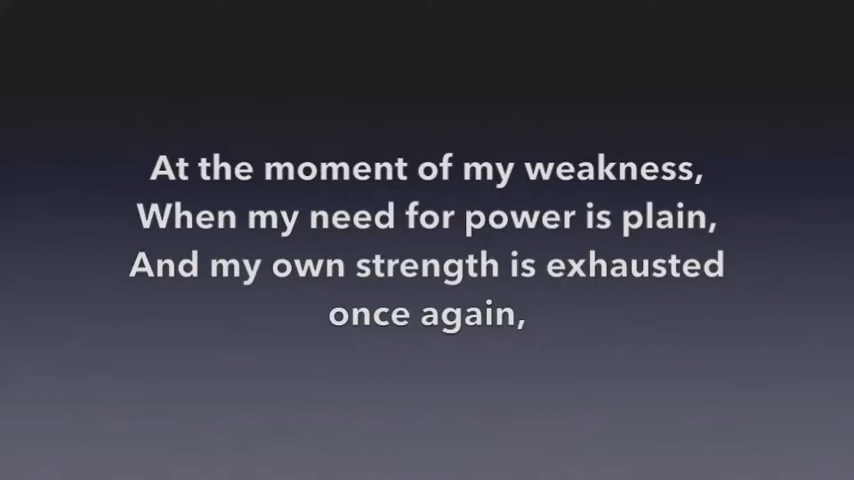 At the moment of my weakness,
When my need for power is plain,
And my own strength is exhausted
once again,